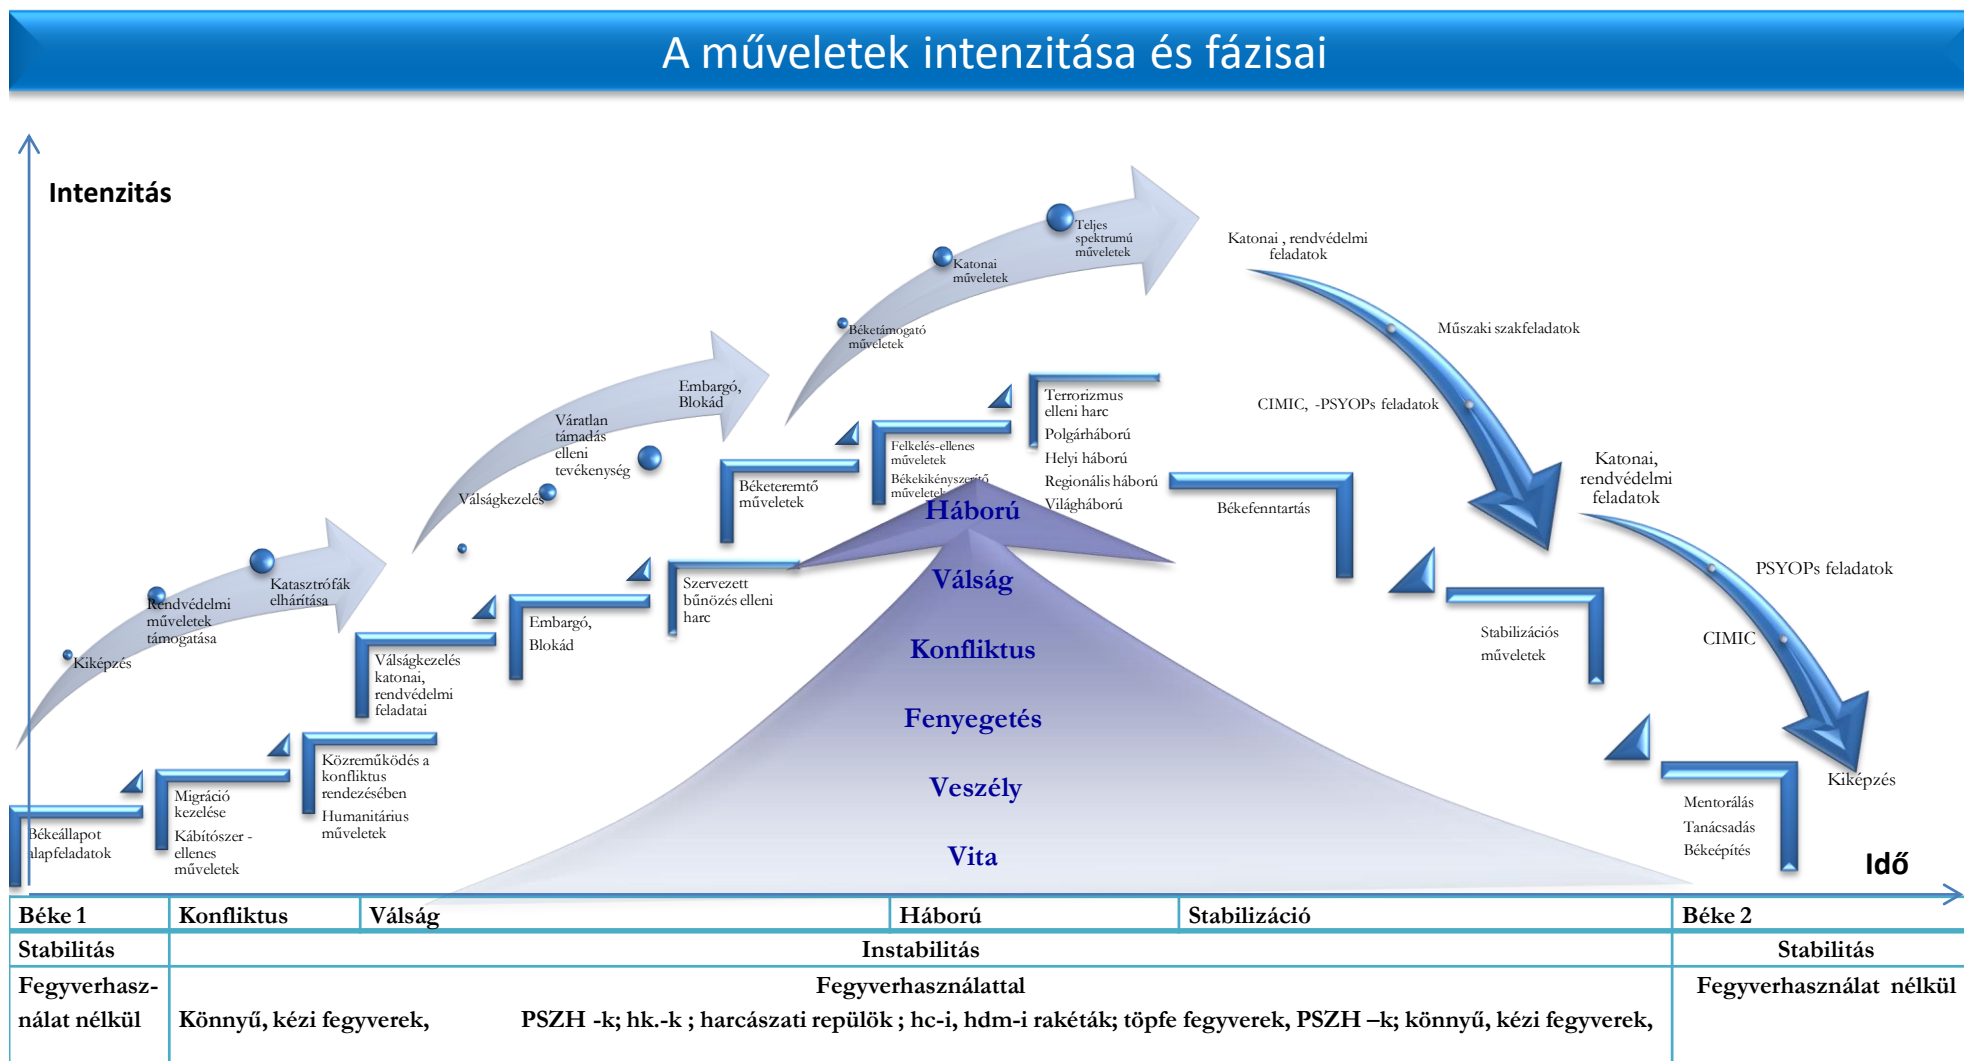 A műveletek intenzitása és fázisai
Intenzitás
Kiképzés
Rendvédelmi
műveletek
támogatása
Katasztrófák
elhárítása
Válságkezelés
Váratlan
támadás
elleni
tevékenység
Embargó,
Blokád
Béketámogató
műveletek
Katonai
műveletek
Teljes
spektrumú
műveletek
Katonai , rendvédelmi
feladatok
Műszaki szakfeladatok
CIMIC, -PSYOPs feladatok
Katonai,
rendvédelmi
feladatok
PSYOPs feladatok
CIMIC
Kiképzés
Békeállapot
alapfeladatok
Migráció
kezelése
Kábítószer -
ellenes
műveletek
Közreműködés a
konfliktus
rendezésében
Humanitárius
műveletek
Válságkezelés
katonai,
rendvédelmi
feladatai
Embargó,
Blokád
Szervezett
bűnözés elleni
harc
Béketeremtő
műveletek
Felkelés-ellenes
műveletek
Békekikényszerítő
műveletek
Terrorizmus
elleni harc
Polgárháború
Helyi háború
Regionális háború
Világháború
Békefenntartás
Stabilizációs
műveletek
Mentorálás
Tanácsadás
Békeépítés
Háború
Válság
Konfliktus
Fenyegetés
Veszély
Vita
Idő
Béke 1 Konfliktus Válság Háború Stabilizáció Béke 2
Stabilitás Instabilitás Stabilitás
Fegyverhasz- Fegyverhasználattal Fegyverhasználat nélkül
nálat nélkül Könnyű, kézi fegyverek, PSZH -k; hk.-k ; harcászati repülök ; hc-i, hdm-i rakéták; töpfe fegyverek, PSZH –k; könnyű, kézi fegyverek,